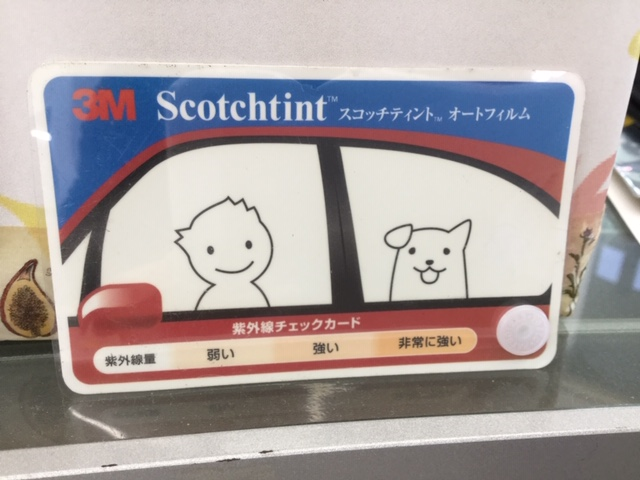 3M Scotchtint™ スコッチティント™ オートフィルム
紫外線チェックカード
紫外線量 弱い 強い 非常に強い